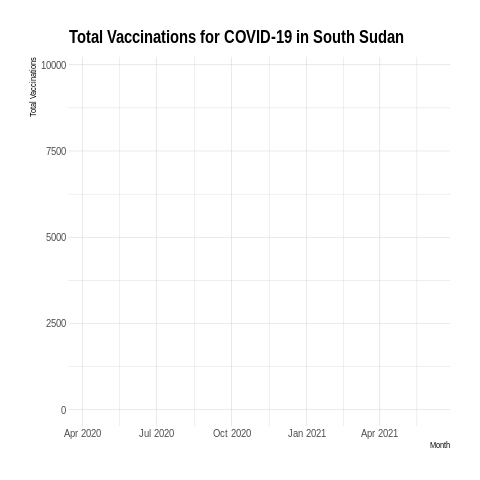 Total Vaccinations for COVID-19 in South Sudan
Total Vaccinations
10000
7500
5000
2500
0
Apr 2020 Jul 2020 Oct 2020 Jan 2021 Apr 2021
Month